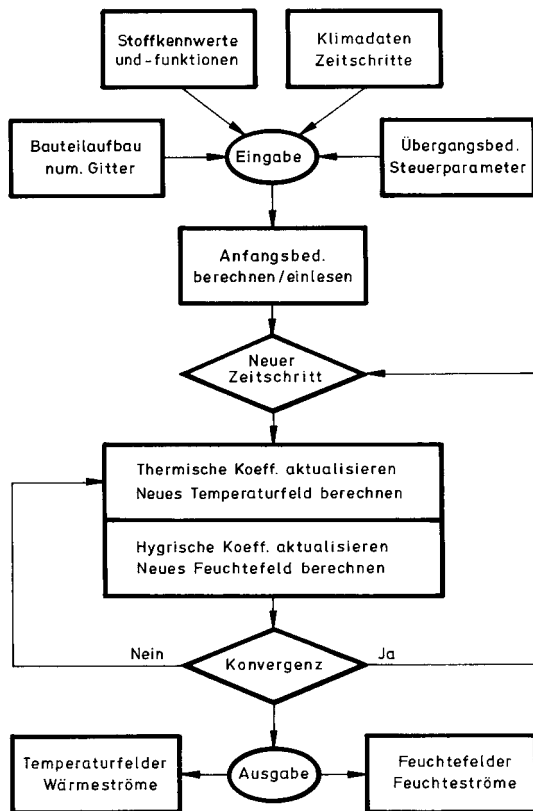 Stoffkennwerte
und-funktionen
Klimadaten
Zeitschritte
Bauteilaufbau
num. Gitter
Eingabe
Übergangsbed.
Steuerparameter
Anfangsbed.
berechnen/einlesen
Neuer
Zeitschritt
Thermische Koeff. aktualisieren
Neues Temperaturfeld berechnen
Hygrische Koeff. aktualisieren
Neues Feuchtefeld berechnen
Nein
Konvergenz
Ja
Temperaturfelder
Wärmeströme
Ausgabe
Feuchtefelder
Feuchteströme